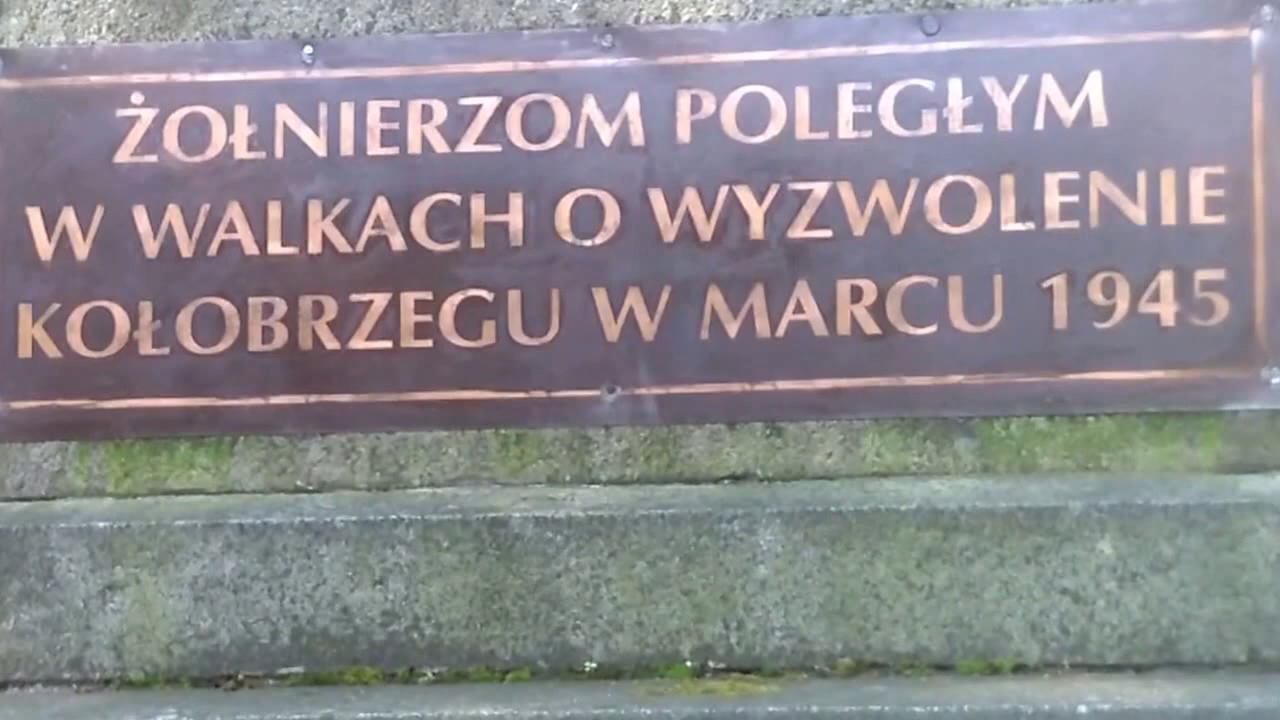 ŻOŁNIERZOM POLEGŁYM
W WALKACH O WYZWOLENIE
KOŁOBRZEGU W MARCU 1945